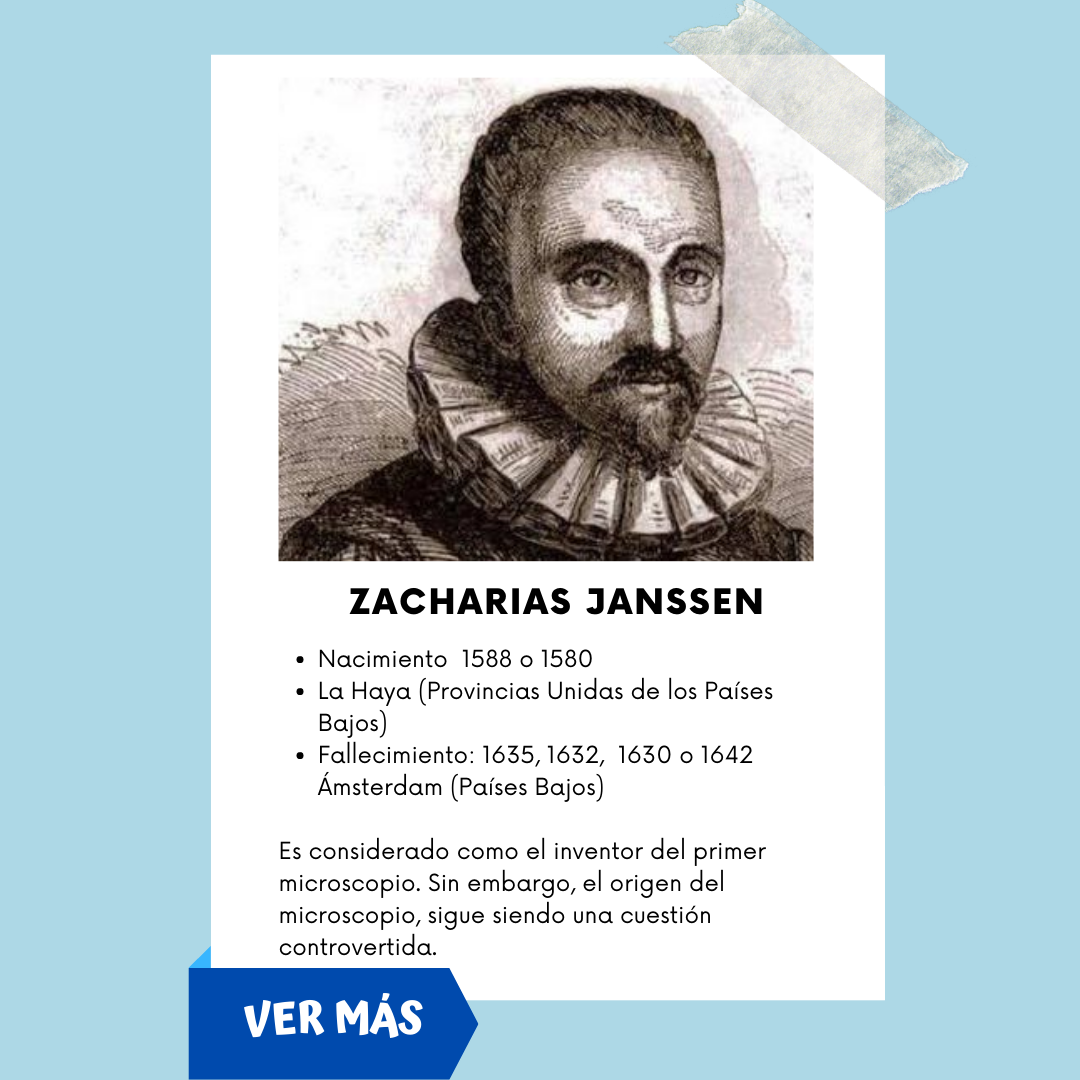 ZACHARIAS JANSSEN
• Nacimiento  1588 o 1580
• La Haya (Provincias Unidas de los Países
Bajos)
• Fallecimiento: 1635, 1632,  1630 o 1642
Ámsterdam (Países Bajos)
Es considerado como el inventor del primer
microscopio. Sin embargo, el origen del
microscopio, sigue siendo una cuestión
controvertida.
VER MÁS